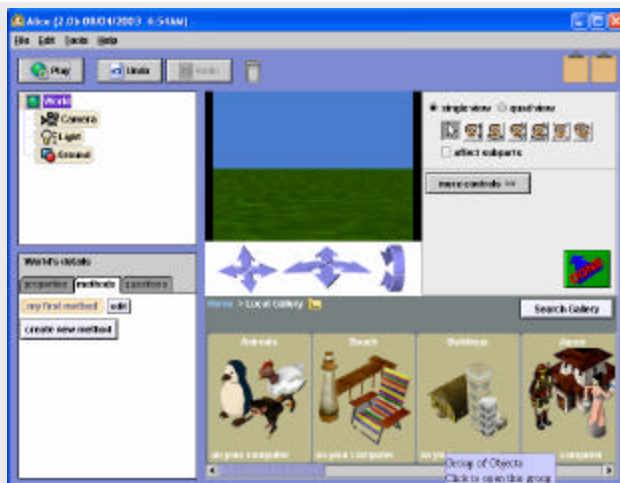 Alice (2.0b 08/04/2003 4:54AM)
File Edit Tools Help
Play Undo Redo
World
Camera
Light
Ground
single view quad view
affect subparts
more controls >>
DONE
World's details
properties methods questions
my first method edit
create new method
Home > Local Gallery
Search Gallery
Animals Beach Buildings
on your computer on your computer on yo computer
Group of Objects
Click to open this group